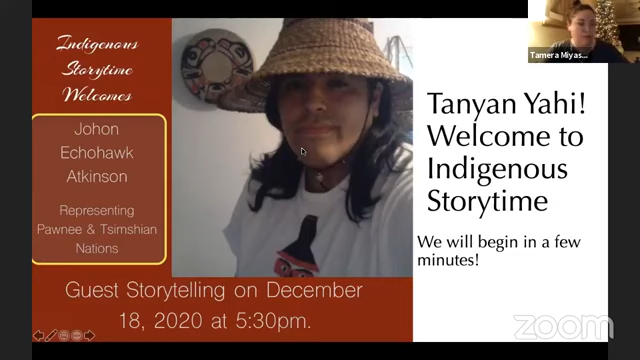 Indigenous
Storytime
Welcomes
Johon
Echohawk
Atkinson
Representing
Pawnee & Tsimshian
Nations
Guest Storytelling on December
18, 2020 at 5:30pm.
Tanyan Yahi!
Welcome to
Indigenous
Storytime
We will begin in a few
minutes!
Tamera Miyas...
zoom